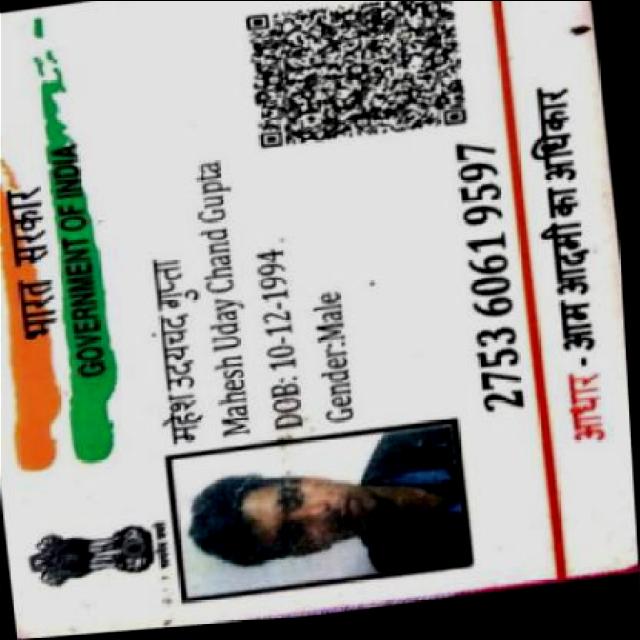 भारत सरकार
GOVERNMENT OF INDIA
महेश उदयचंद गुप्ता
Mahesh Uday Chand Gupta
DOB: 10-12-1994
Gender:Male
2753 6061 9597
आधार - आम आदमी का अधिकार